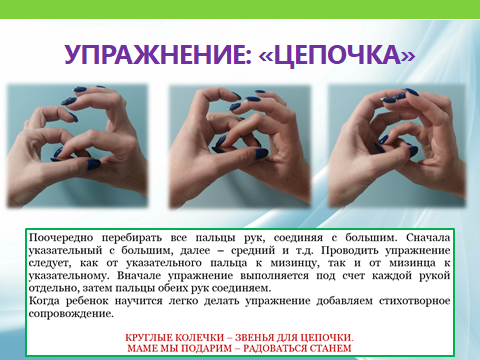 УПРАЖНЕНИЕ: «ЦЕПОЧКА»
Поочередно перебирать все пальцы рук, соединяя с большим. Сначала
указательный с большим, далее – средний и т.д. Проводить упражнение
следует, как от указательного пальца к мизинцу, так и от мизинца к
указательному. Вначале упражнение выполняется под счет каждой рукой
отдельно, затем пальцы обеих рук соединяем.
Когда ребенок научится легко делать упражнение добавляем стихотворное
сопровождение.
КРУГЛЫЕ КОЛЕЧКИ – ЗВЕНЬЯ ДЛЯ ЦЕПОЧКИ.
МАМЕ МЫ ПОДАРИМ – РАДОВАТЬСЯ СТАНЕМ